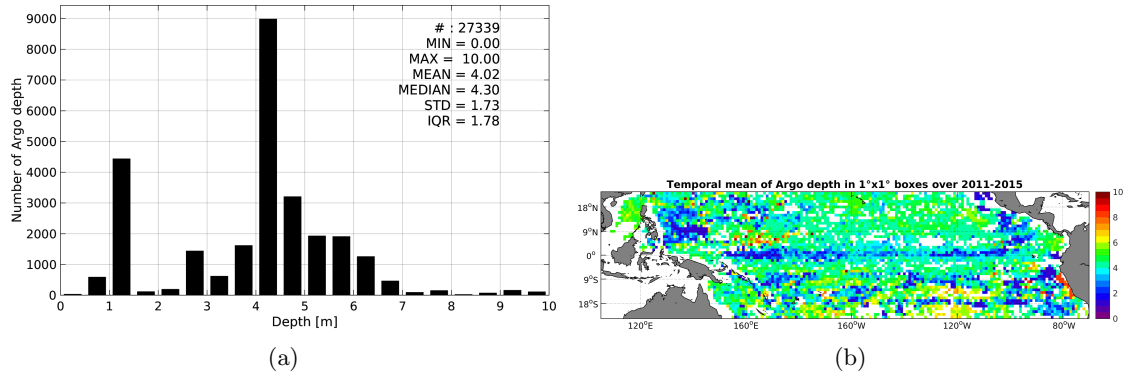 9000
8000
7000
6000
5000
4000
3000
2000
1000
0
Number of Argo depth
# : 27339
MIN = 0.00
MAX = 10.00
MEAN = 4.02
MEDIAN = 4.30
STD = 1.73
IQR = 1.78
0 1 2 3 4 5 6 7 8 9 10
Depth [m]
(a)
Temporal mean of Argo depth in 1°x1° boxes over 2011-2015
18°N
9°N
0°
9°S
18°S
120°E 160°E 160°W 120°W 80°W
10
8
6
4
2
0
(b)